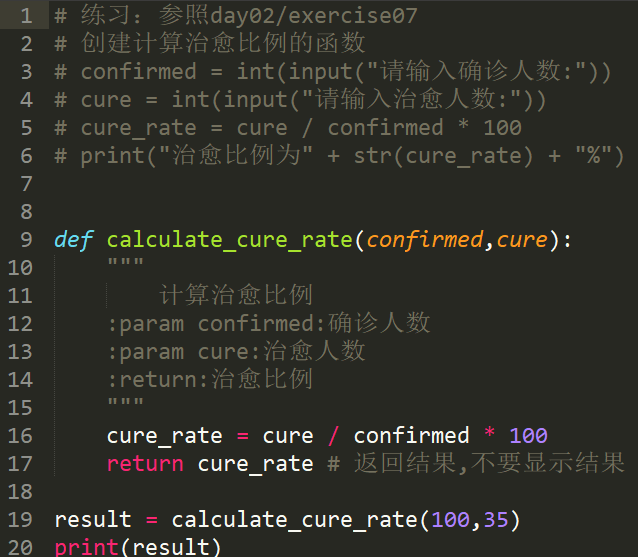 1 # 练习：参照day02/exercise07
2 # 创建计算治愈比例的函数
3 # confirmed = int(input("请输入确诊人数:"))
4 # cure = int(input("请输入治愈人数:"))
5 # cure_rate = cure / confirmed * 100
6 # print("治愈比例为" + str(cure_rate) + "%")
7
8
9 def calculate_cure_rate(confirmed,cure):
10     """
11         计算治愈比例
12     :param confirmed:确诊人数
13     :param cure:治愈人数
14     :return:治愈比例
15     """
16     cure_rate = cure / confirmed * 100
17     return cure_rate # 返回结果,不要显示结果
18
19 result = calculate_cure_rate(100,35)
20 print(result)